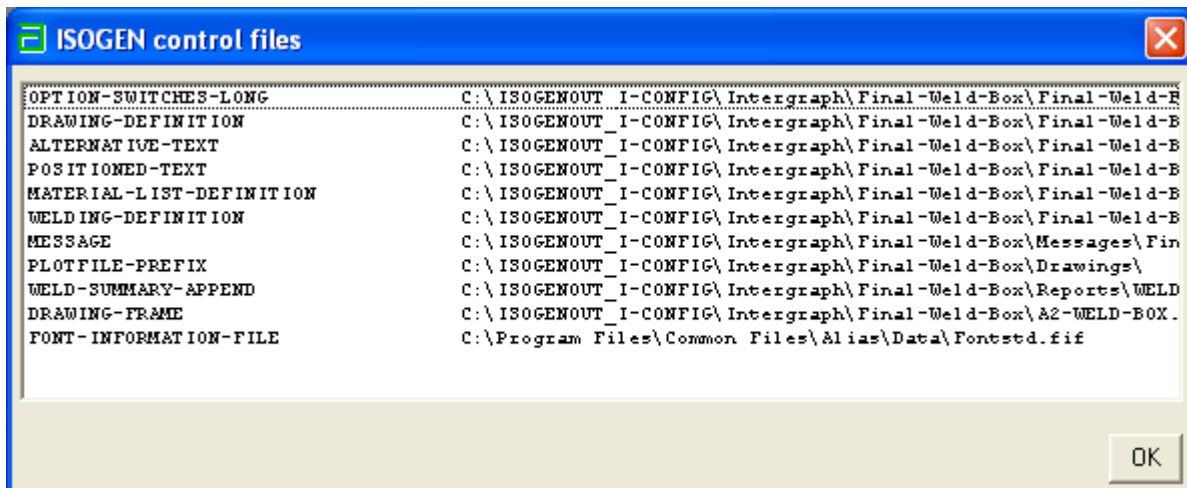 ISOGEN control files
OPTION-SWITCHES-LONG C:\ISOGENOUT_I-CONFIG\Intergraph\Final-Weld-Box\Final-Weld-B
DRAWING-DEFINITION C:\ISOGENOUT_I-CONFIG\Intergraph\Final-Weld-Box\Final-Weld-B
ALTERNATIVE-TEXT C:\ISOGENOUT_I-CONFIG\Intergraph\Final-Weld-Box\Final-Weld-B
POSITIONED-TEXT C:\ISOGENOUT_I-CONFIG\Intergraph\Final-Weld-Box\Final-Weld-B
MATERIAL-LIST-DEFINITION C:\ISOGENOUT_I-CONFIG\Intergraph\Final-Weld-Box\Final-Weld-B
WELDING-DEFINITION C:\ISOGENOUT_I-CONFIG\Intergraph\Final-Weld-Box\Final-Weld-B
MESSAGE C:\ISOGENOUT_I-CONFIG\Intergraph\Final-Weld-Box\Messages\Fin
PLOTFILE-PREFIX C:\ISOGENOUT_I-CONFIG\Intergraph\Final-Weld-Box\Drawings\
WELD-SUMMARY-APPEND C:\ISOGENOUT_I-CONFIG\Intergraph\Final-Weld-Box\Reports\WELD
DRAWING-FRAME C:\ISOGENOUT_I-CONFIG\Intergraph\Final-Weld-Box\A2-WELD-BOX.
FONT-INFORMATION-FILE C:\Program Files\Common Files\Alias\Data\Fontstd.fif
OK